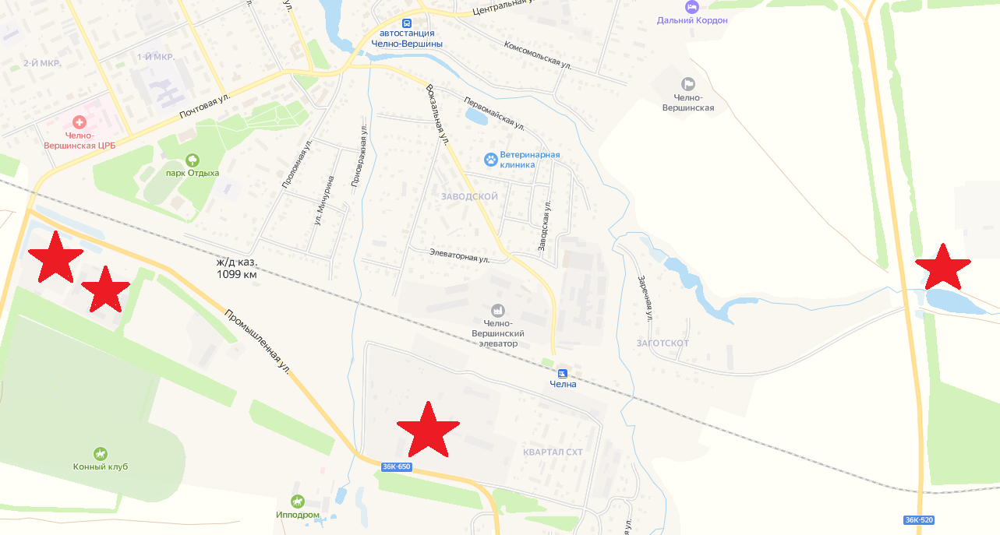 Центральная у
Дальний Кордон
автостанция
Челно-Вершины
ул.
2-Й МКР.
1-Й МКР.
Комсомольская ул.
Челно-
Вершинская
Почтовая ул.
Вокзальная ул.
Первомайская ул.
Челно-
Вершинская ЦРБ
Ветеринарная
клиника
парк Отдыха
Проломная ул.
Приовражная ул.
ул. Мичурина
ЗАВОДСКОЙ
Заводская ул.
Элеваторная ул.
ж/д каз.
1099 км
Заречная ул.
Промышленная ул.
Челно-
Вершинский
элеватор
ЗАГОТСКОТ
Челна
КВАРТАЛ СХТ
Конный клуб
36К-650
Ипподром
36К-520
я ул.